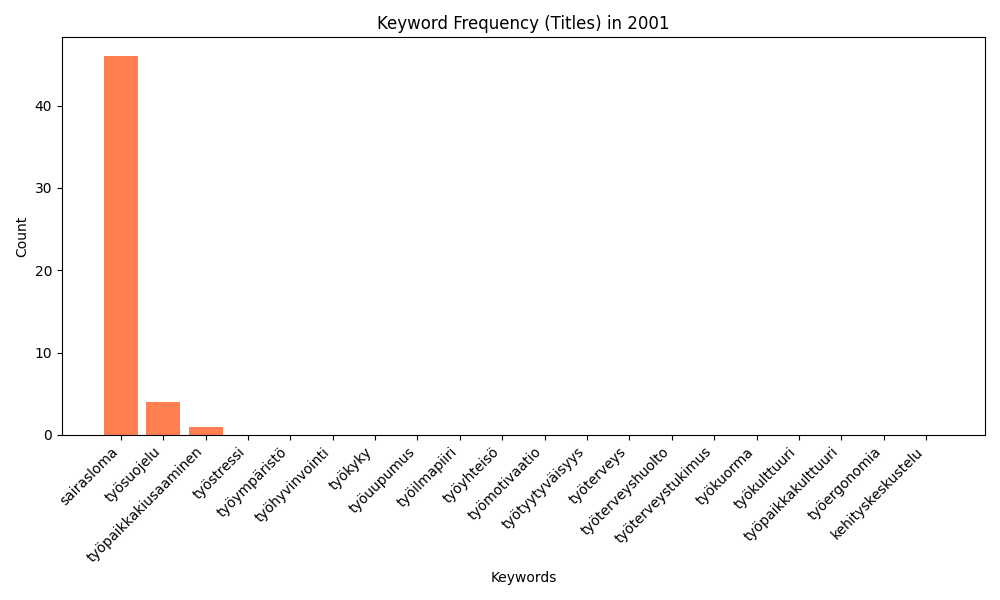 Keyword Frequency (Titles) in 2001
Count
40
30
20
10
0
sairasloma
työsuojelu
työpaikkakiusaaminen
työstressi
työympäristö
työhyvinvointi
työkyky
työuupumus
työilmapiiri
työyhteisö
työmotivaatio
työtyytyväisyys
työterveys
työterveyshuolto
työterveystukimus
työkuorma
työkulttuuri
työpaikkakulttuuri
työergonomia
kehityskeskustelu
Keywords